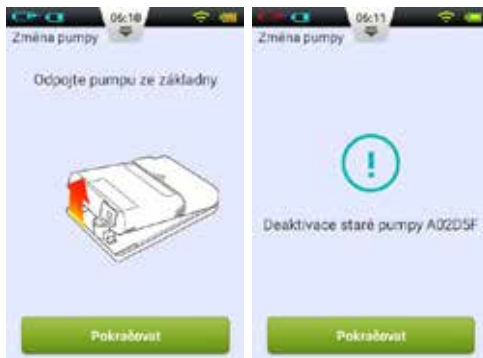 06:10
Změna pumpy
Odpojte pumpu ze základny
Pokračovat
06:11
Změna pumpy
Deaktivace staré pumpy A02D5F
Pokračovat